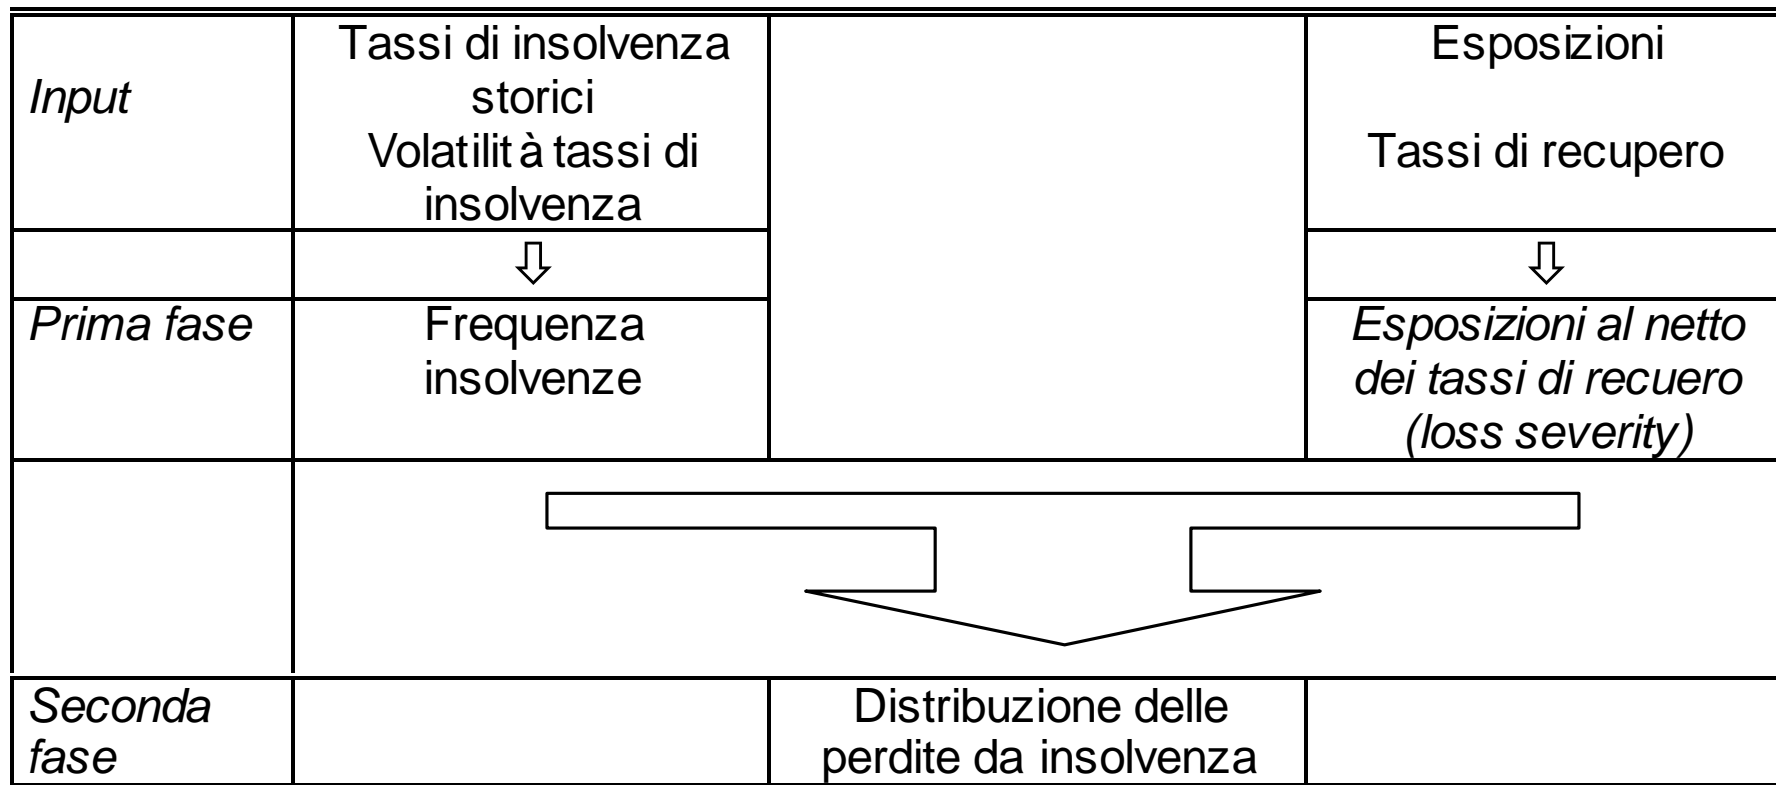 Input
Tassi di insolvenza
storici
Volatilità tassi di
insolvenza
Esposizioni
Tassi di recupero
Prima fase
Frequenza
insolvenze
Esposizioni al netto
dei tassi di recuero
(loss severity)
Seconda
fase
Distribuzione delle
perdite da insolvenza